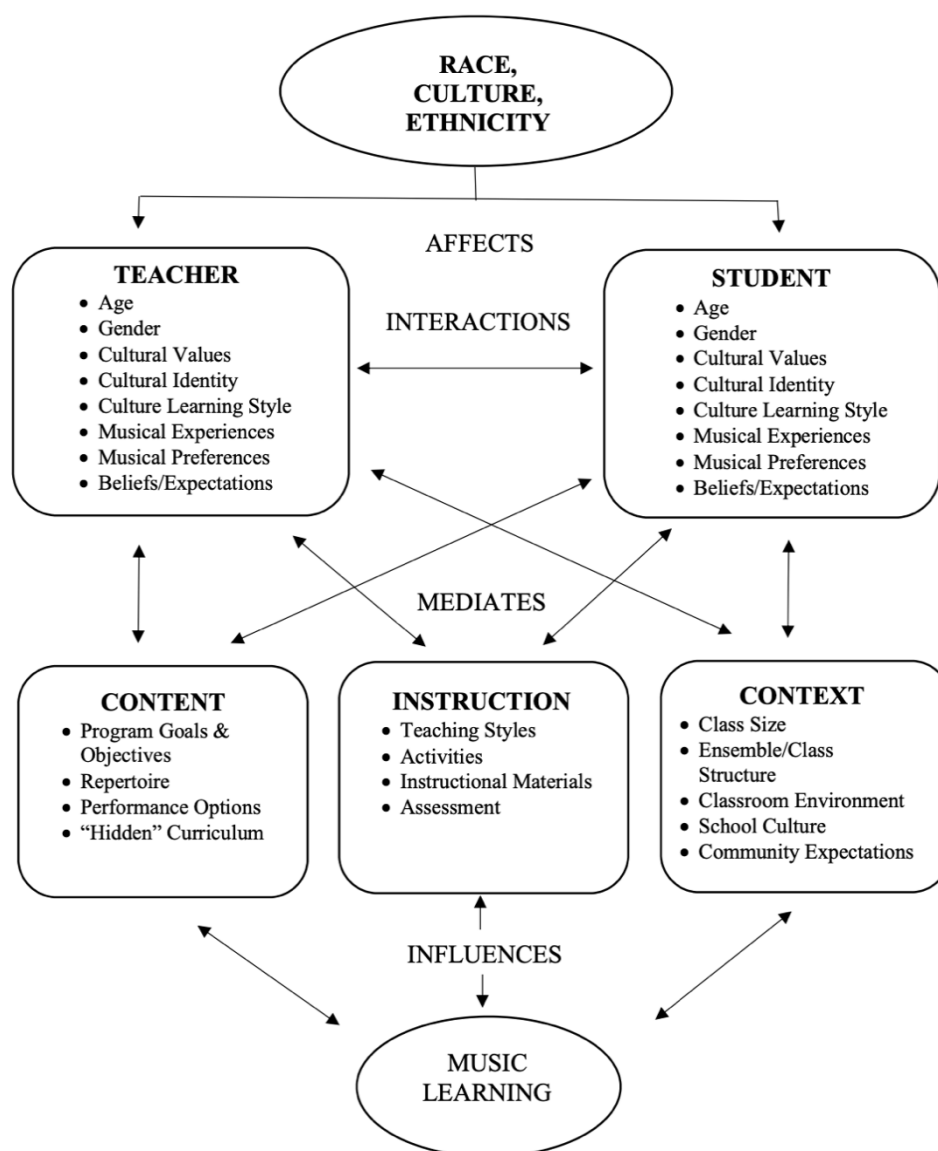 RACE,
CULTURE,
ETHNICITY
AFFECTS
TEACHER
• Age
• Gender
• Cultural Values
• Cultural Identity
• Culture Learning Style
• Musical Experiences
• Musical Preferences
• Beliefs/Expectations
INTERACTIONS
STUDENT
• Age
• Gender
• Cultural Values
• Cultural Identity
• Culture Learning Style
• Musical Experiences
• Musical Preferences
• Beliefs/Expectations
MEDIATES
CONTENT
• Program Goals &
Objectives
• Repertoire
• Performance Options
• “Hidden” Curriculum
INSTRUCTION
• Teaching Styles
• Activities
• Instructional Materials
• Assessment
CONTEXT
• Class Size
• Ensemble/Class
Structure
• Classroom Environment
• School Culture
• Community Expectations
INFLUENCES
MUSIC
LEARNING